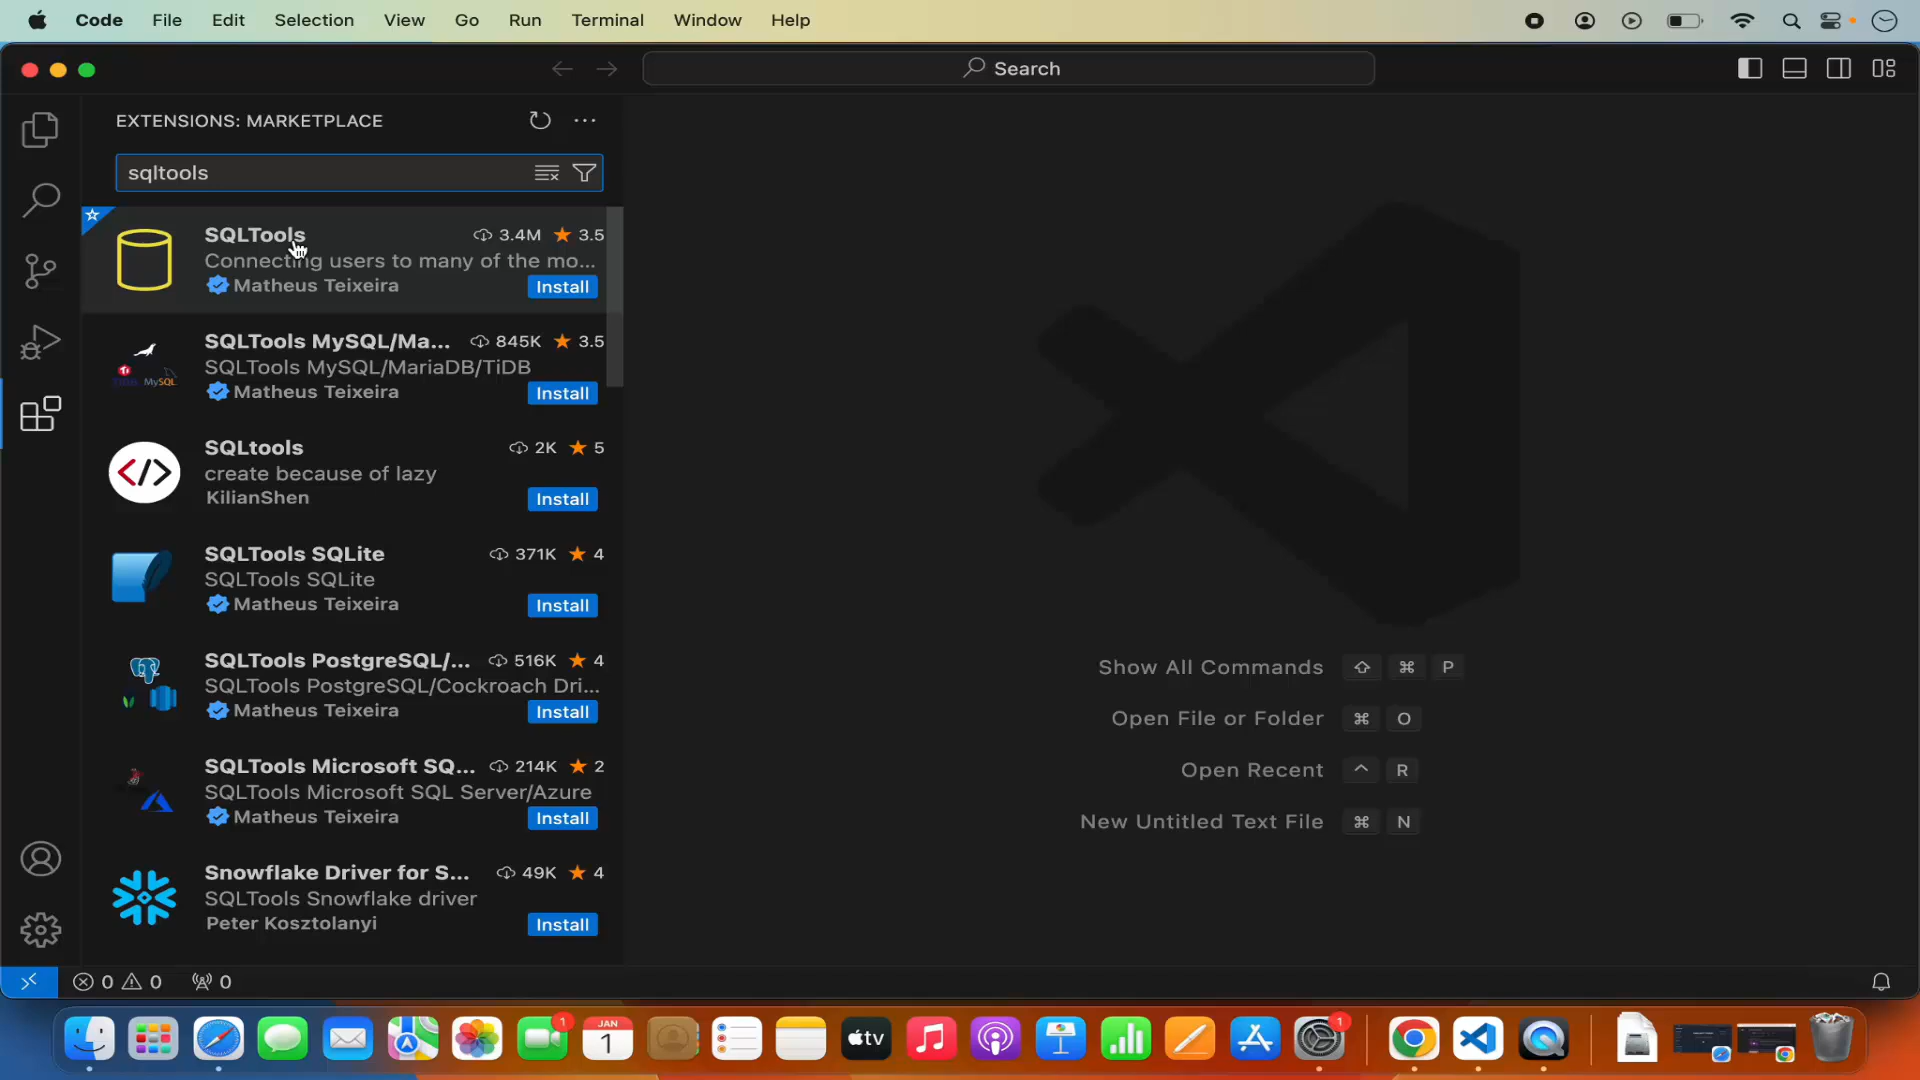 Code File Edit Selection View Go Run Terminal Window Help
Search
EXTENSIONS: MARKETPLACE
sqltools
SQLTools 3.4M 3.5
Connecting users to many of the mo...
Matheus Teixeira Install
SQLTools MySQL/Ma... 845K 3.5
SQLTools MySQL/MariaDB/TiDB
Matheus Teixeira Install
SQLtools 2K 5
create because of lazy
KilianShen Install
SQLTools SQLite 371K 4
SQLTools SQLite
Matheus Teixeira Install
SQLTools PostgreSQL/... 516K 4
SQLTools PostgreSQL/Cockroach Dri...
Matheus Teixeira Install
SQLTools Microsoft SQ... 214K 2
SQLTools Microsoft SQL Server/Azure
Matheus Teixeira Install
Snowflake Driver for S... 49K 4
SQLTools Snowflake driver
Peter Kosztolanyi Install
Show All Commands ⇧ ⌘ P
Open File or Folder ⌘ O
Open Recent ^ R
New Untitled Text File ⌘ N
0 0 0
1 JAN 1 tv 1